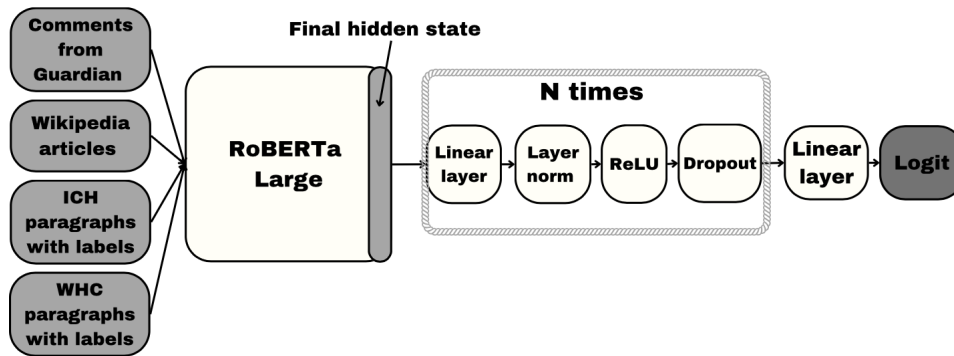 Comments
from
Guardian
Wikipedia
articles
ICH
paragraphs
with labels
WHC
paragraphs
with labels
RoBERTa
Large
Final hidden state
N times
Linear
layer
Layer
norm
ReLU
Dropout
Linear
layer
Logit